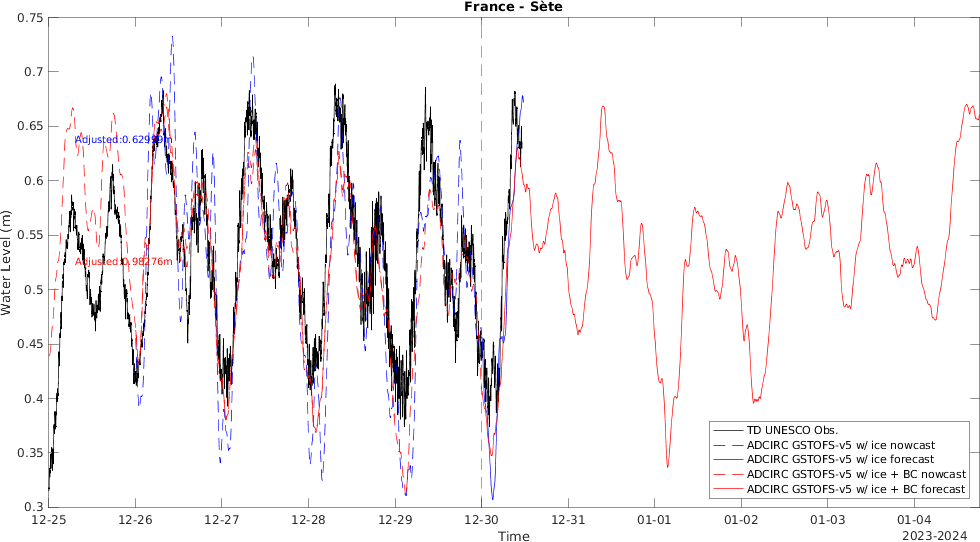 France - Sète
Water Level (m)
0.75
0.7
0.65
0.6
0.55
0.5
0.45
0.4
0.35
0.3
Adjusted:0.62999m
Adjusted:0.98276m
TD UNESCO Obs.
ADCIRC GSTOFS-v5 w/ ice nowcast
ADCIRC GSTOFS-v5 w/ ice forecast
ADCIRC GSTOFS-v5 w/ ice + BC nowcast
ADCIRC GSTOFS-v5 w/ ice + BC forecast
12-25 12-26 12-27 12-28 12-29 12-30 12-31 01-01 01-02 01-03 01-04
Time
2023-2024